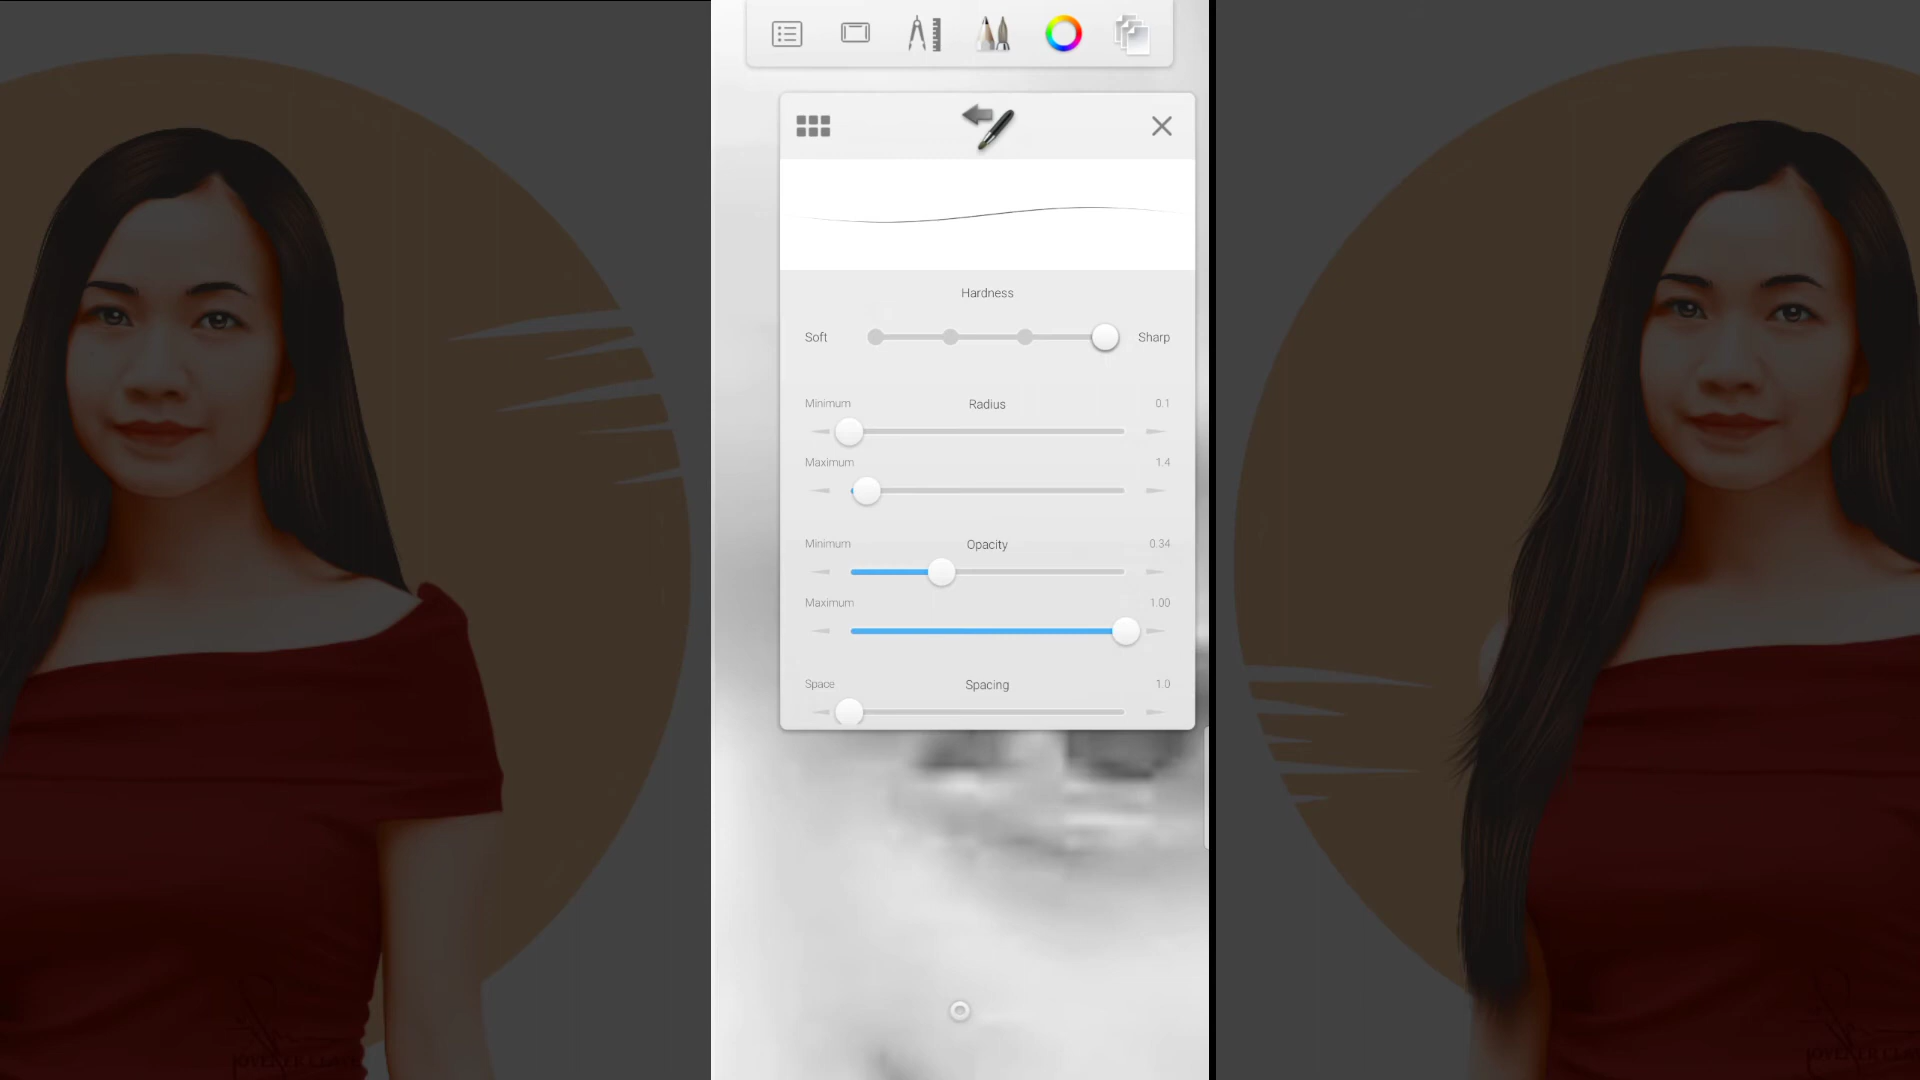 Hardness
Soft Sharp
Minimum Radius 0.1
Maximum 1.4
Minimum Opacity 0.34
Maximum 1.00
Space Spacing 1.0